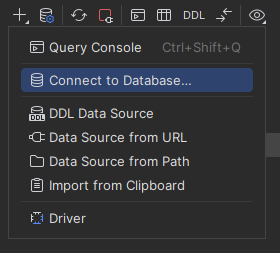 DDL
Query Console Ctrl+Shift+Q
Connect to Database...
DDL Data Source
Data Source from URL
Data Source from Path
Import from Clipboard
Driver